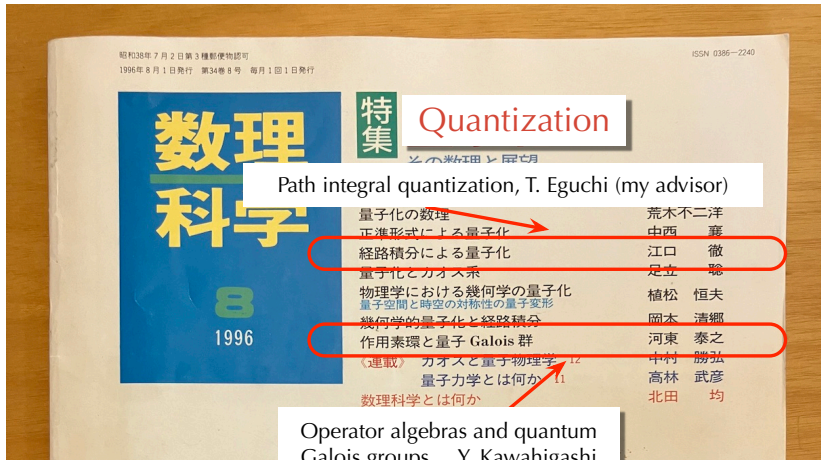 昭和38年7月2日第3種郵便物認可
1996年8月1日発行 第34巻8号 毎月1回1日発行
ISSN 0386-2240
数理
科学
8
1996
特集
Quantization
その数理と展望
Path integral quantization, T. Eguchi (my advisor)
量子化の数理 荒木不二洋
正準形式による量子化 中西 襄
経路積分による量子化 江口 徹
量子化とカオス系 足立 聡
物理学における幾何学の量子化 植松 恒夫
量子空間と時空の対称性の量子変形
幾何学的量子化と経路積分 岡本 清郷
作用素環と量子 Galois 群 河東 泰之
《連載》 カオスと量子物理学 12 中村 勝弘
量子力学とは何か 11 高林 武彦
数理科学とは何か 北田 均
Operator algebras and quantum
Galois groups Y. Kawahigashi